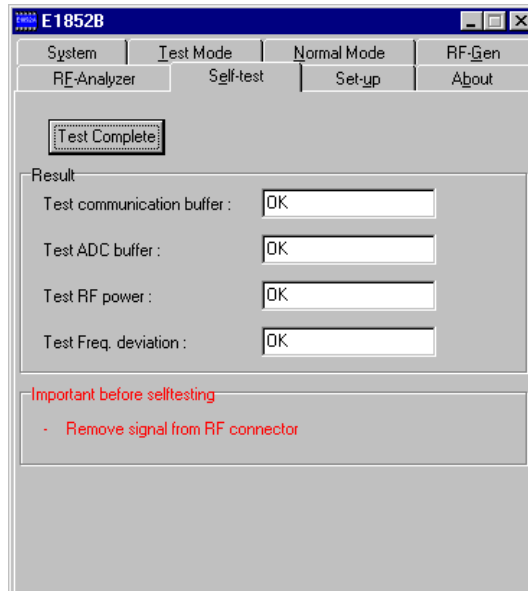 E1852B
System Test Mode Normal Mode RF-Gen
RF-Analyzer Self-test Set-up About
Test Complete
Result
Test communication buffer : OK
Test ADC buffer : OK
Test RF power : OK
Test Freq. deviation : OK
Important before selftesting
- Remove signal from RF connector